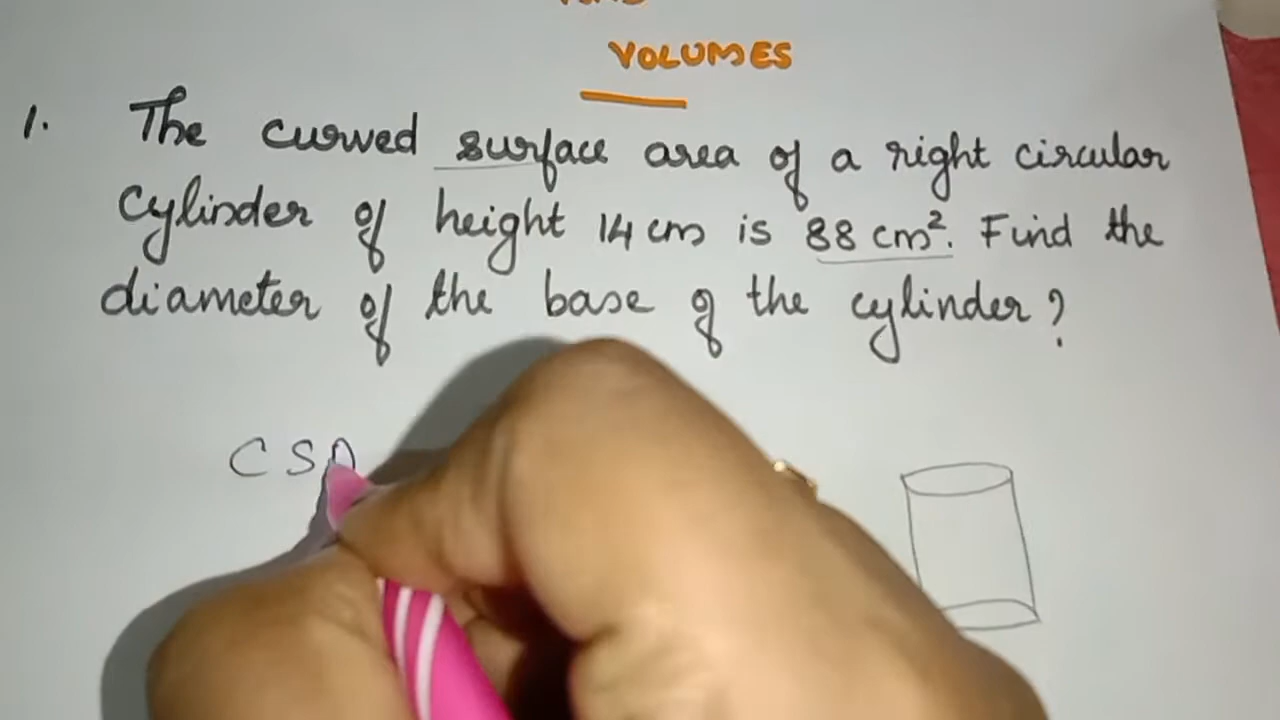 VOLUMES
1. The curved surface area of a right circular
cylinder of height 14 cm is 88 cm². Find the
diameter of the base of the cylinder?
CSA